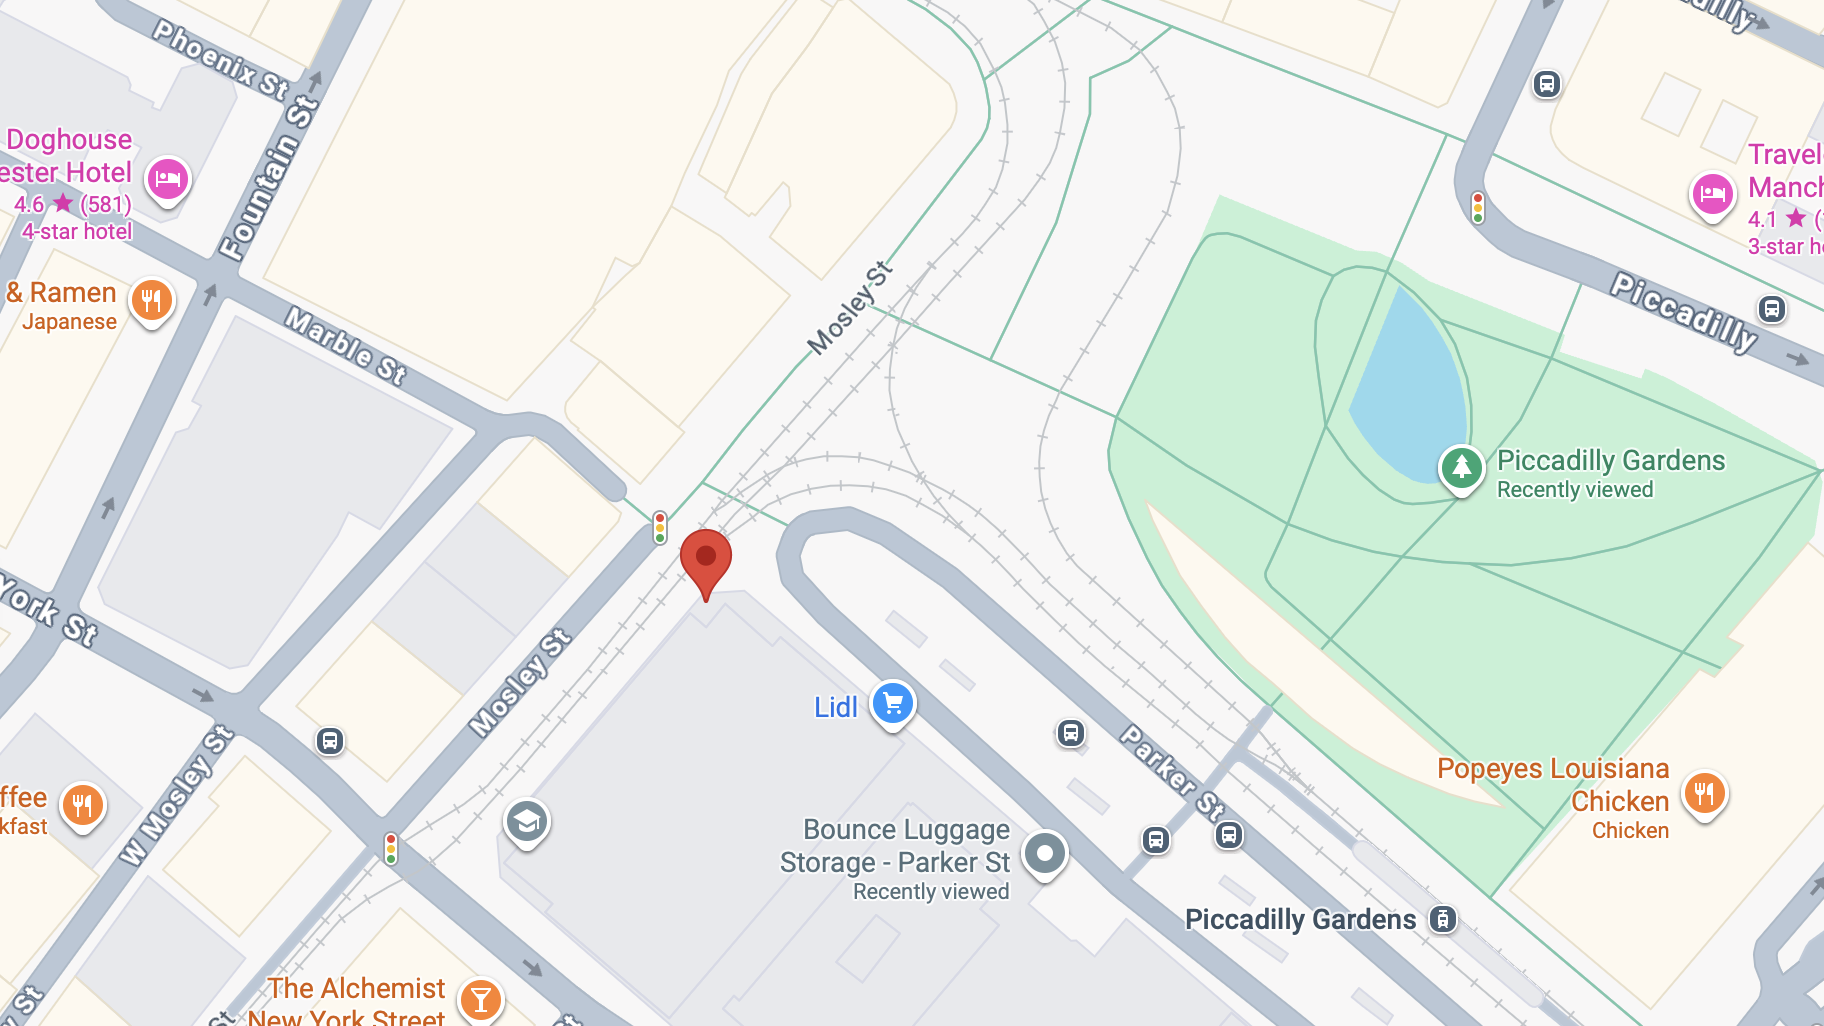 Phoenix St
Fountain St
Doghouse
ester Hotel
4.6 ★ (581)
4-star hotel
& Ramen
Japanese
Marble St
Mosley St
Travel
Manch
4.1 ★ (
3-star h
Piccadilly
Piccadilly Gardens
Recently viewed
York St
Mosley St
W Mosley St
Lidl
Parker St
Popeyes Louisiana
Chicken
Chicken
ffee
kfast
Bounce Luggage
Storage - Parker St
Recently viewed
Piccadilly Gardens
The Alchemist
New York Street